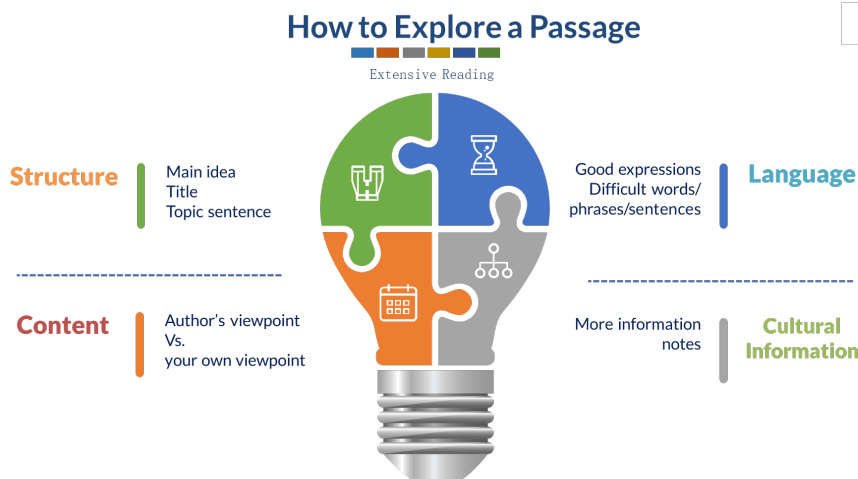 How to Explore a Passage
Extensive Reading
Structure
Main idea
Title
Topic sentence
Content
Author's viewpoint
Vs.
your own viewpoint
Good expressions
Difficult words/
phrases/sentences
Language
More information
notes
Cultural
Information